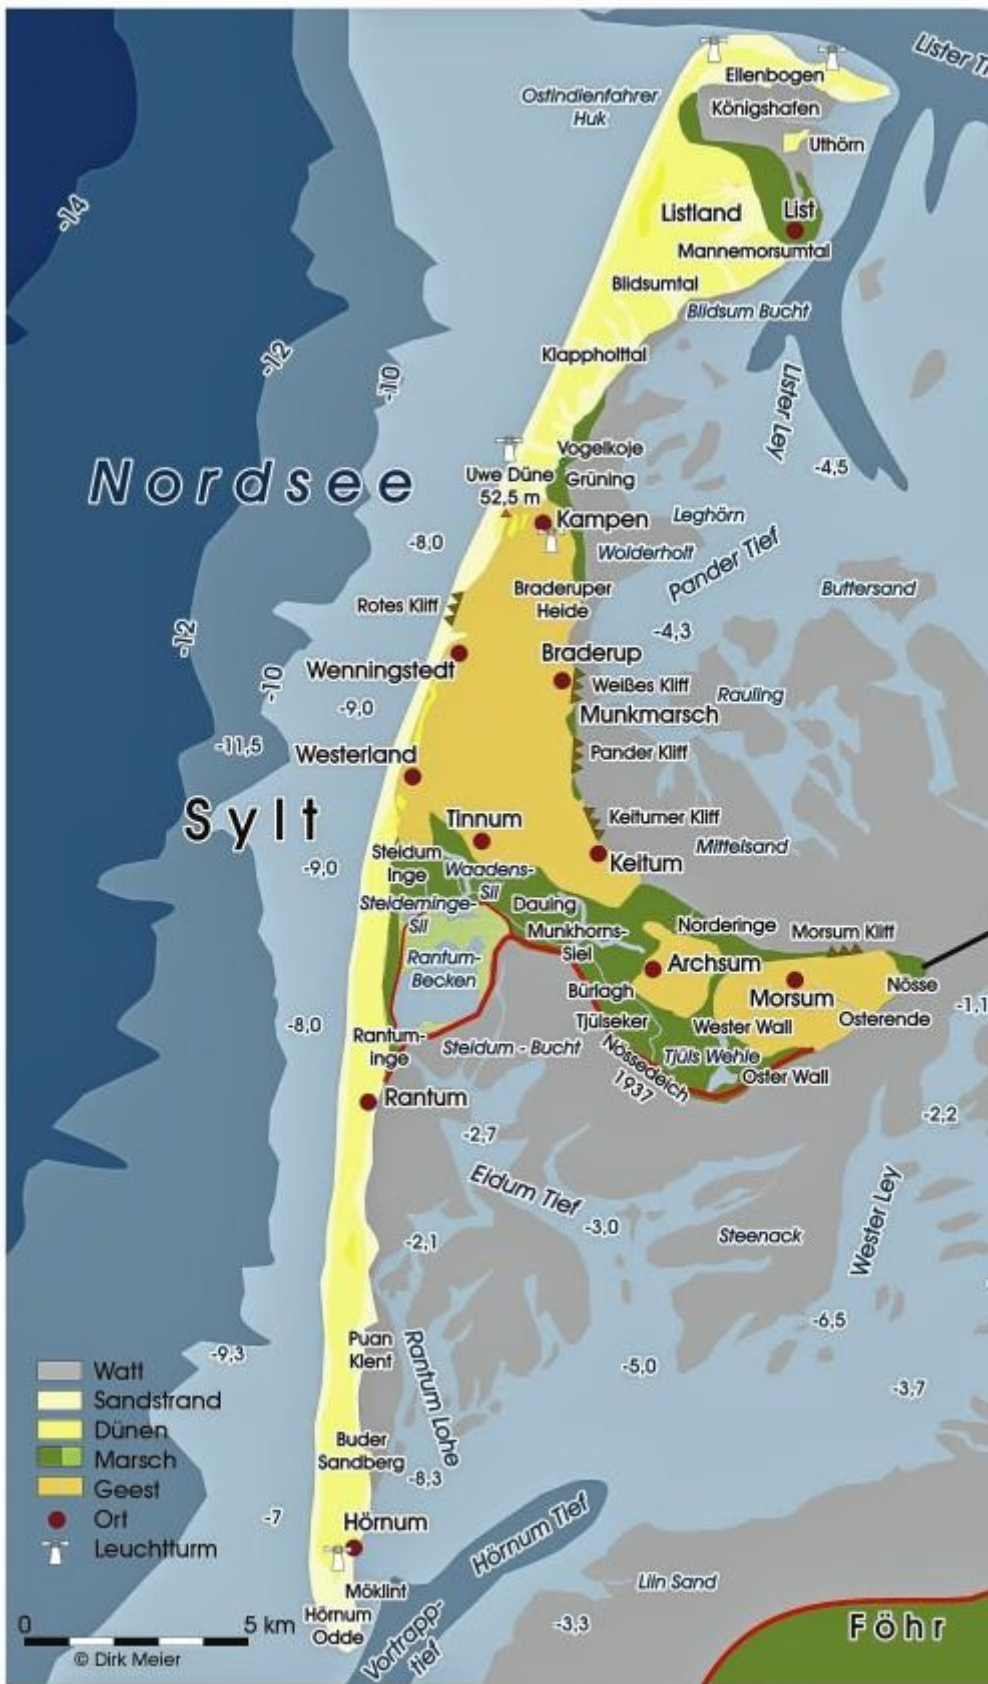 Lister
Ellenbogen
Ostindienfahrer
Huk
Königshafen
Uthörn
-14
Listland
List
Mannemorsumtal
Blidsumtal
Blidsum Bucht
-12
Klappholttal
-10
Lister Ley
Vogelkoje
-4,5
Nordsee
Uwe Düne
52,5 m
Grüning
Kampen
Leghörn
-8,0
Wolderholt
Pander Tief
Braderuper
Heide
Buttersand
Rotes Kliff
-12
-4,3
Braderup
Wenningstedt
-10
Weißes Kliff
Rauling
-9,0
Munkmarsch
-11,5
Westerland
Pander Kliff
Sylt
Tinnum
Keitumer Kliff
Mittelsand
Steidum
Inge
Keitum
-9,0
Waadens-
Sil
Steideminge-
Sil
Dauing
Munkhorns-
Siel
Norderinge
Morsum Kliff
Rantum-
Becken
Archsum
Bürlagh
Morsum
Nösse
-1,1
-8,0
Tjülseker
Wester Wall
Osterende
Rantum-
inge
Steidum - Bucht
Nössedeich
1937
Tjüls Wehle
Oster Wall
Rantum
-2,7
-2,2
Eidum Tief
-3,0
-2,1
Steenack
Wester Ley
-6,5
Puan
Klent
-9,3
Rantum Lohe
-5,0
-3,7
Watt
Sandstrand
Dünen
Marsch
Geest
Ort
Leuchtturm
Buder
Sandberg
-8,3
-7
Hörnum
Hörnum Tief
Möklint
Liin Sand
Hörnum
Odde
Vortrapp-
tief
-3,3
Föhr
0 5 km
© Dirk Meier